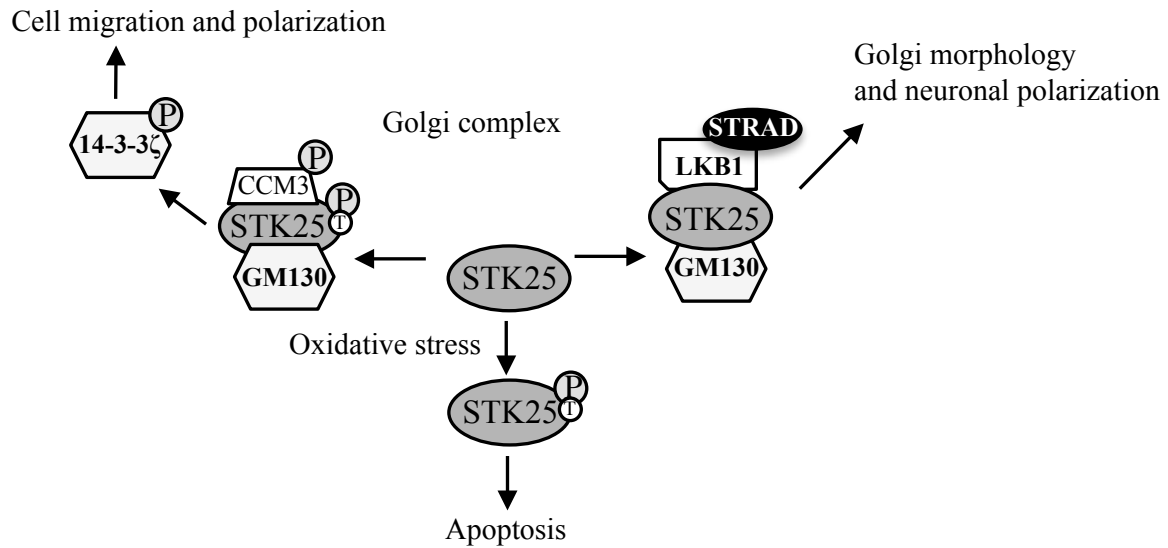 Cell migration and polarization
Golgi morphology
and neuronal polarization
Golgi complex
P
14-3-3ζ
STRAD
LKB1
STK25
GM130
P
CCM3
P
T
STK25
GM130
STK25
Oxidative stress
P
T
STK25
Apoptosis